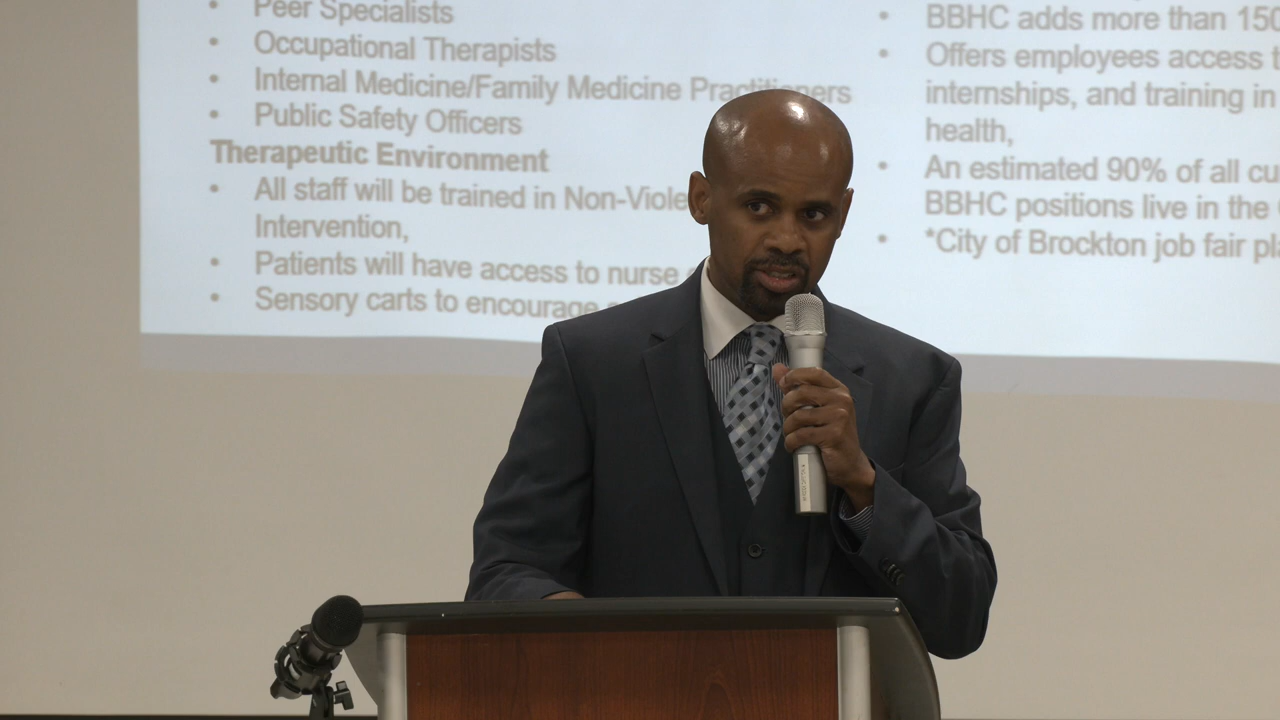 • Peer Specialists
• Occupational Therapists
• Internal Medicine/Family Medicine Practitioners
• Public Safety Officers
Therapeutic Environment
• All staff will be trained in Non-Viole
Intervention,
• Patients will have access to nurse
• Sensory carts to encourage
• BBHC adds more than 150
• Offers employees access t
internships, and training in
health,
• An estimated 90% of all cu
BBHC positions live in the
• *City of Brockton job fair pla